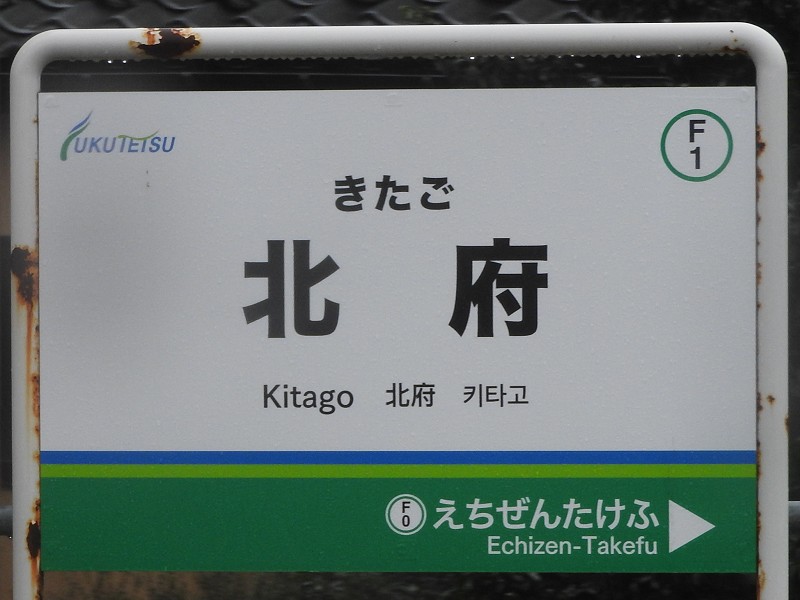 FUKUTETSU
F
1
きたご
北 府
Kitago 北府 키타고
F
0
えちぜんたけふ
Echizen-Takefu